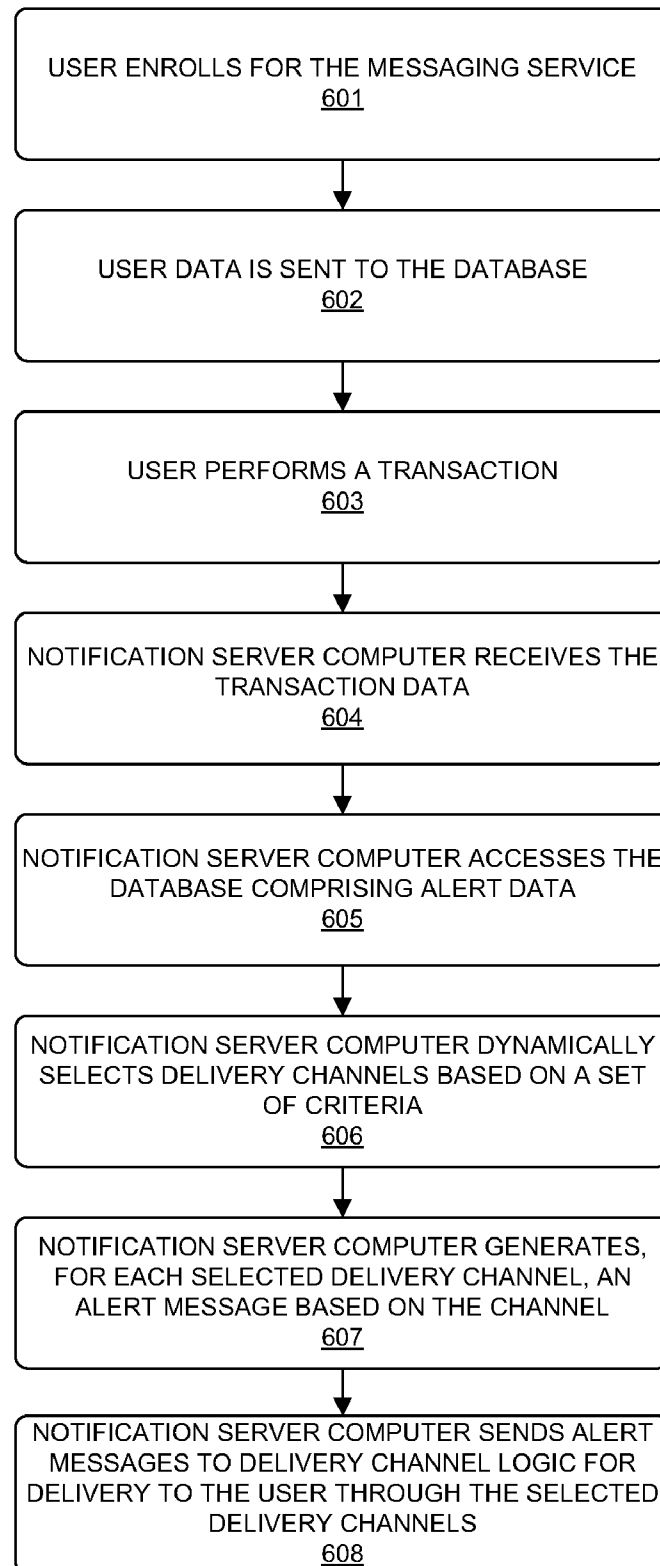 USER ENROLLS FOR THE MESSAGING SERVICE
601
USER DATA IS SENT TO THE DATABASE
602
USER PERFORMS A TRANSACTION
603
NOTIFICATION SERVER COMPUTER RECEIVES THE
TRANSACTION DATA
604
NOTIFICATION SERVER COMPUTER ACCESSES THE
DATABASE COMPRISING ALERT DATA
605
NOTIFICATION SERVER COMPUTER DYNAMICALLY
SELECTS DELIVERY CHANNELS BASED ON A SET
OF CRITERIA
606
NOTIFICATION SERVER COMPUTER GENERATES,
FOR EACH SELECTED DELIVERY CHANNEL, AN
ALERT MESSAGE BASED ON THE CHANNEL
607
NOTIFICATION SERVER COMPUTER SENDS ALERT
MESSAGES TO DELIVERY CHANNEL LOGIC FOR
DELIVERY TO THE USER THROUGH THE SELECTED
DELIVERY CHANNELS
608